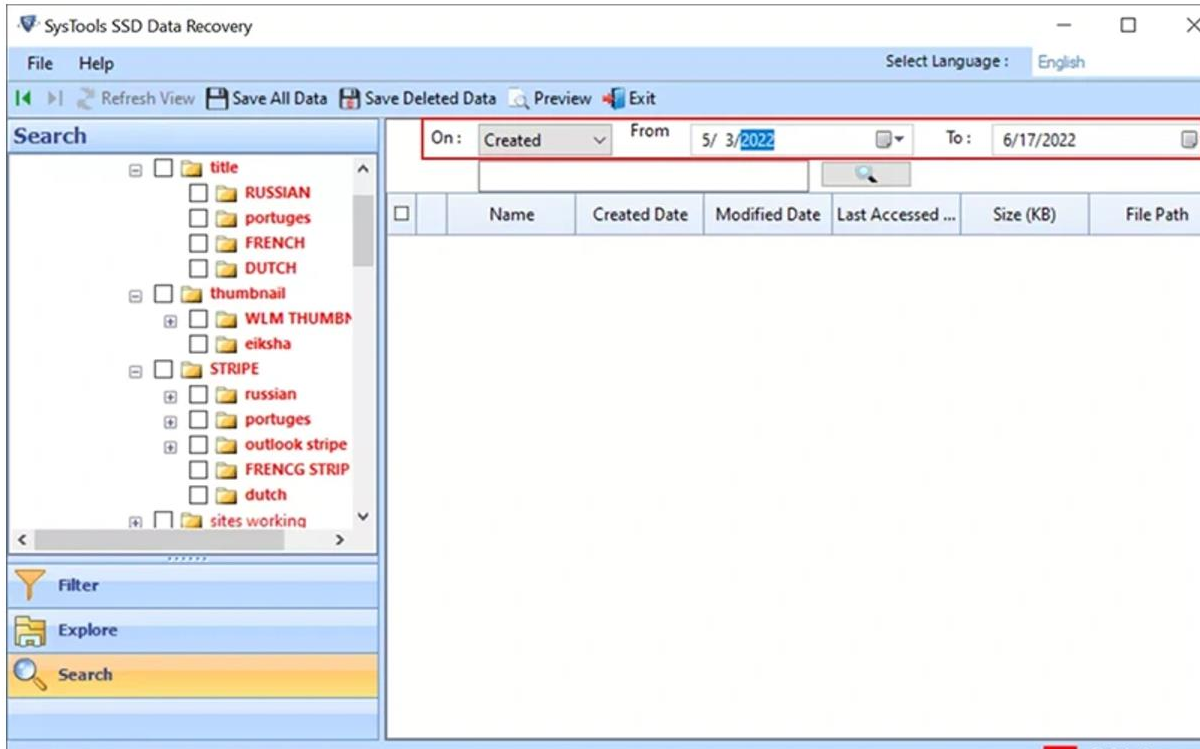 SysTools SSD Data Recovery
File Help Select Language : English
Refresh View Save All Data Save Deleted Data Preview Exit
Search
On : Created From 5/ 3/2022 To : 6/17/2022
Name Created Date Modified Date Last Accessed ... Size (KB) File Path
title
RUSSIAN
portuges
FRENCH
DUTCH
thumbnail
WLM THUMBN
eiksha
STRIPE
russian
portuges
outlook stripe
FRENCG STRIP
dutch
sites working
Filter
Explore
Search